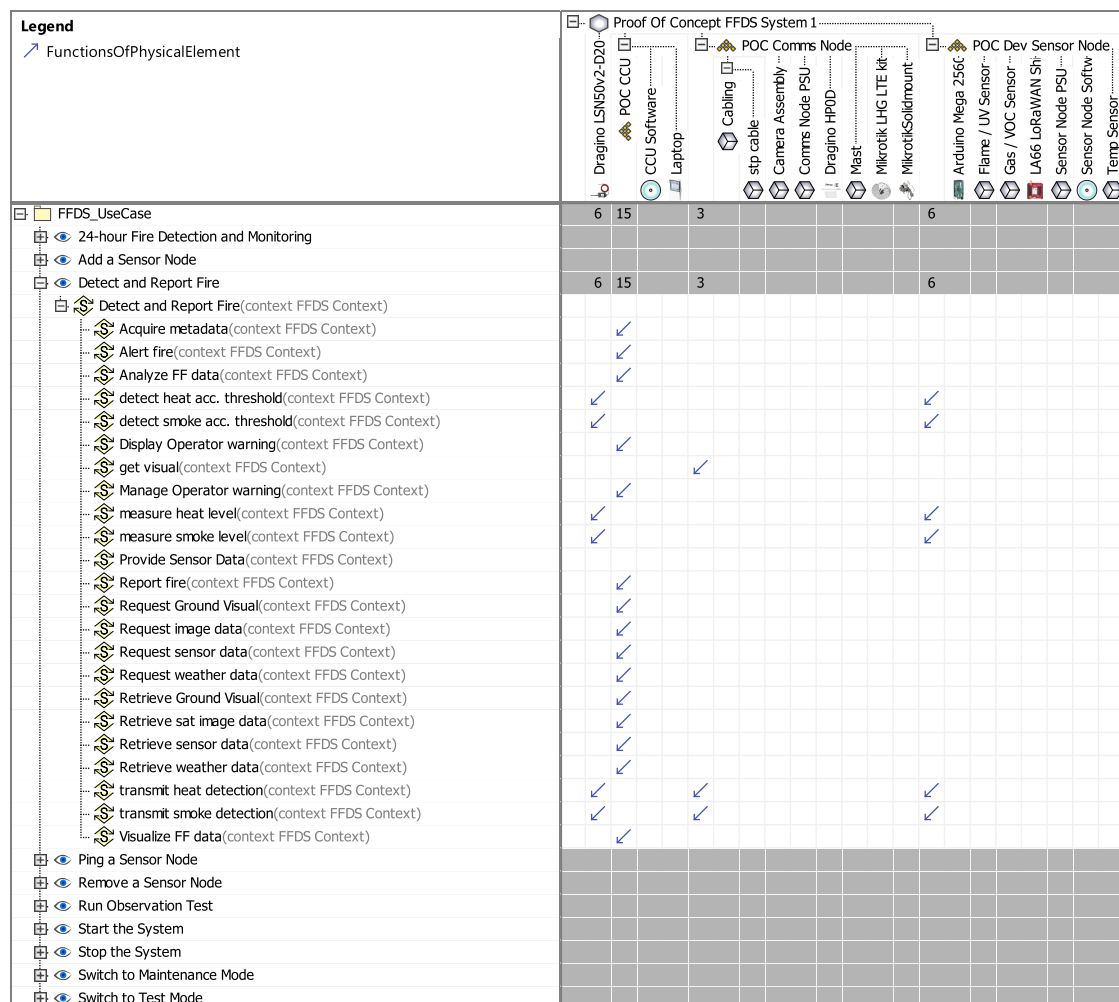 Legend
FunctionsOfPhysicalElement
Proof Of Concept FFDS System 1
Dragino LSN50v2-D20
POC CCU
CCU Software
Laptop
POC Comms Node
Cabling
stp cable
Camera Assembly
Comms Node PSU
Dragino HP0D
Mast
Mikrotik LHG LTE kit
MikrotikSolidmount
POC Dev Sensor Node
Arduino Mega 256
Flame / UV Sensor
Gas / VOC Sensor
LA66 LoRaWAN Sh
Sensor Node PSU
Sensor Node Softw
Temp Sensor
FFDS_UseCase 6 15 3 6
24-hour Fire Detection and Monitoring
Add a Sensor Node
Detect and Report Fire 6 15 3 6
Detect and Report Fire(context FFDS Context)
Acquire metadata(context FFDS Context)
Alert fire(context FFDS Context)
Analyze FF data(context FFDS Context)
detect heat acc. threshold(context FFDS Context)
detect smoke acc. threshold(context FFDS Context)
Display Operator warning(context FFDS Context)
get visual(context FFDS Context)
Manage Operator warning(context FFDS Context)
measure heat level(context FFDS Context)
measure smoke level(context FFDS Context)
Provide Sensor Data(context FFDS Context)
Report fire(context FFDS Context)
Request Ground Visual(context FFDS Context)
Request image data(context FFDS Context)
Request sensor data(context FFDS Context)
Request weather data(context FFDS Context)
Retrieve Ground Visual(context FFDS Context)
Retrieve sat image data(context FFDS Context)
Retrieve sensor data(context FFDS Context)
Retrieve weather data(context FFDS Context)
transmit heat detection(context FFDS Context)
transmit smoke detection(context FFDS Context)
Visualize FF data(context FFDS Context)
Ping a Sensor Node
Remove a Sensor Node
Run Observation Test
Start the System
Stop the System
Switch to Maintenance Mode
Switch to Test Mode